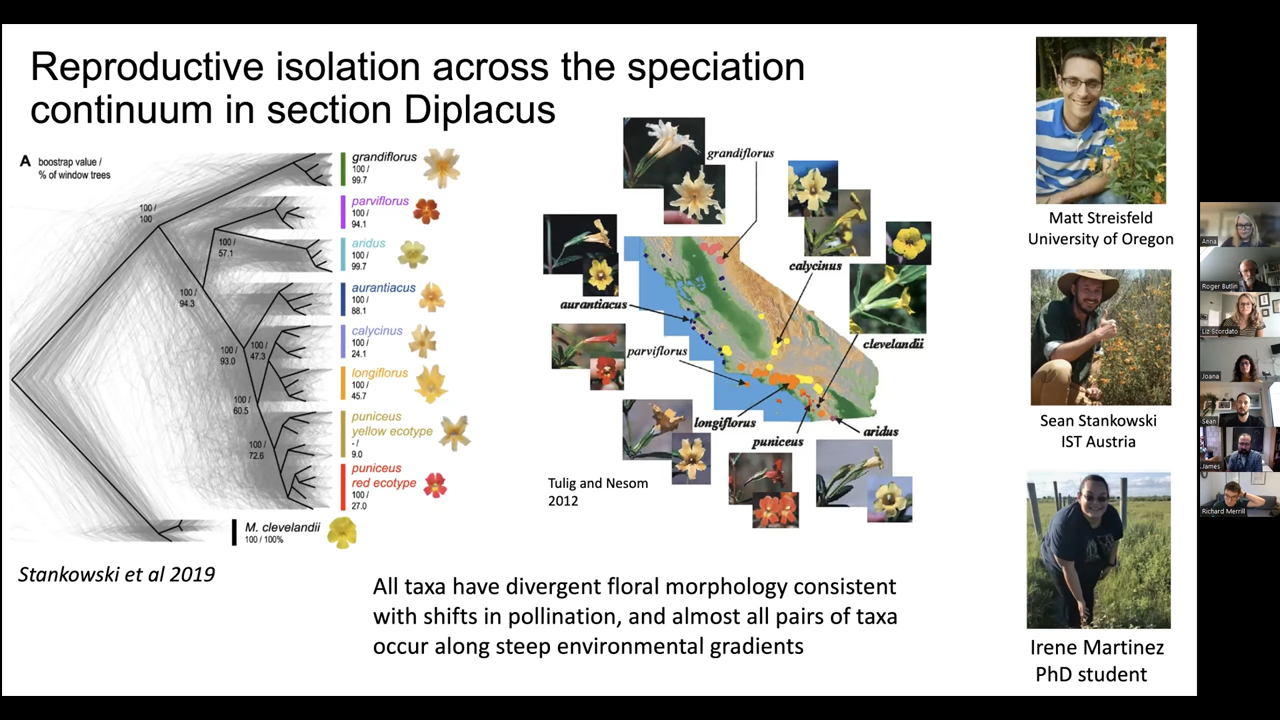 Reproductive isolation across the speciation
continuum in section Diplacus
A boostrap value /
% of window trees
100 /
100
100 /
57.1
100 /
94.3
100 /
93.0
100 /
47.3
100 /
60.5
100 /
72.6
grandiflorus
100 /
99.7
parviflorus
100 /
94.1
aridus
100 /
99.7
aurantiacus
100 /
88.1
calycinus
100 /
24.1
longiflorus
100 /
45.7
puniceus
yellow ecotype
- /
9.0
puniceus
red ecotype
100 /
27.0
M. clevelandii
100 / 100%
Stankowski et al 2019
grandiflorus
calycinus
aurantiacus
clevelandii
parviflorus
longiflorus
puniceus
aridus
Tulig and Nesom
2012
All taxa have divergent floral morphology consistent
with shifts in pollination, and almost all pairs of taxa
occur along steep environmental gradients
Matt Streisfeld
University of Oregon
Sean Stankowski
IST Austria
Irene Martinez
PhD student
Anna
Roger Butlin
Liz Scordato
Joana
Sean
James
Richard Merrill